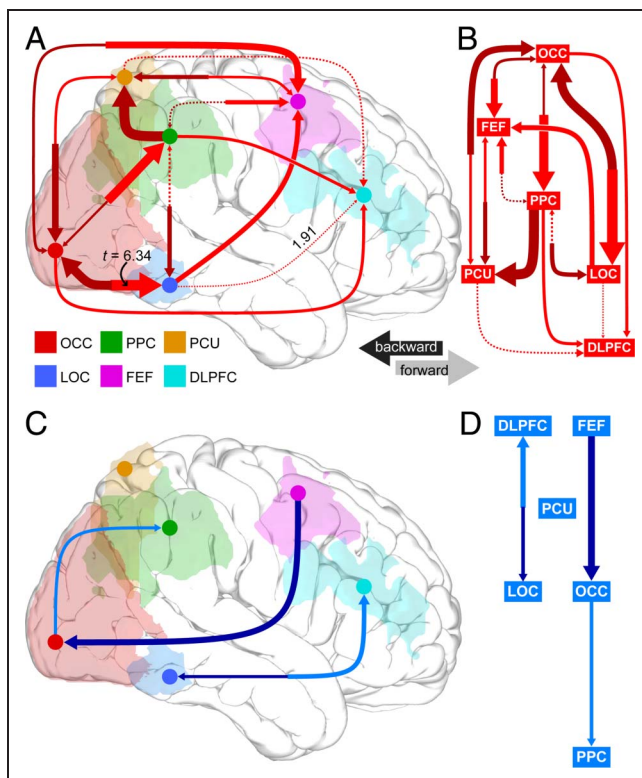 A
B
OCC
FEF
PPC
PCU
LOC
DLPFC
t = 6.34
1.91
OCC PPC PCU
LOC FEF DLPFC
backward
forward
C
D
DLPFC FEF
PCU
LOC OCC
PPC